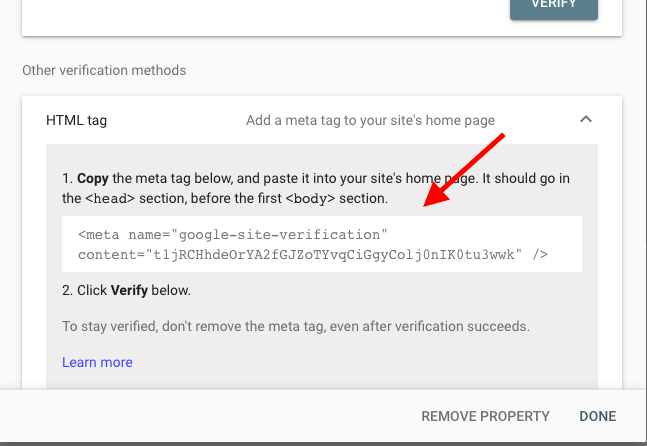 VERIFY
Other verification methods
HTML tag Add a meta tag to your site's home page
1. Copy the meta tag below, and paste it into your site's home page. It should go in
the <head> section, before the first <body> section.
<meta name="google-site-verification"
content="t1jRCHhdeOrYA2fGJZoTYvqCiGgyColj0nIK0tu3wwk" />
2. Click Verify below.
To stay verified, don't remove the meta tag, even after verification succeeds.
Learn more
REMOVE PROPERTY DONE